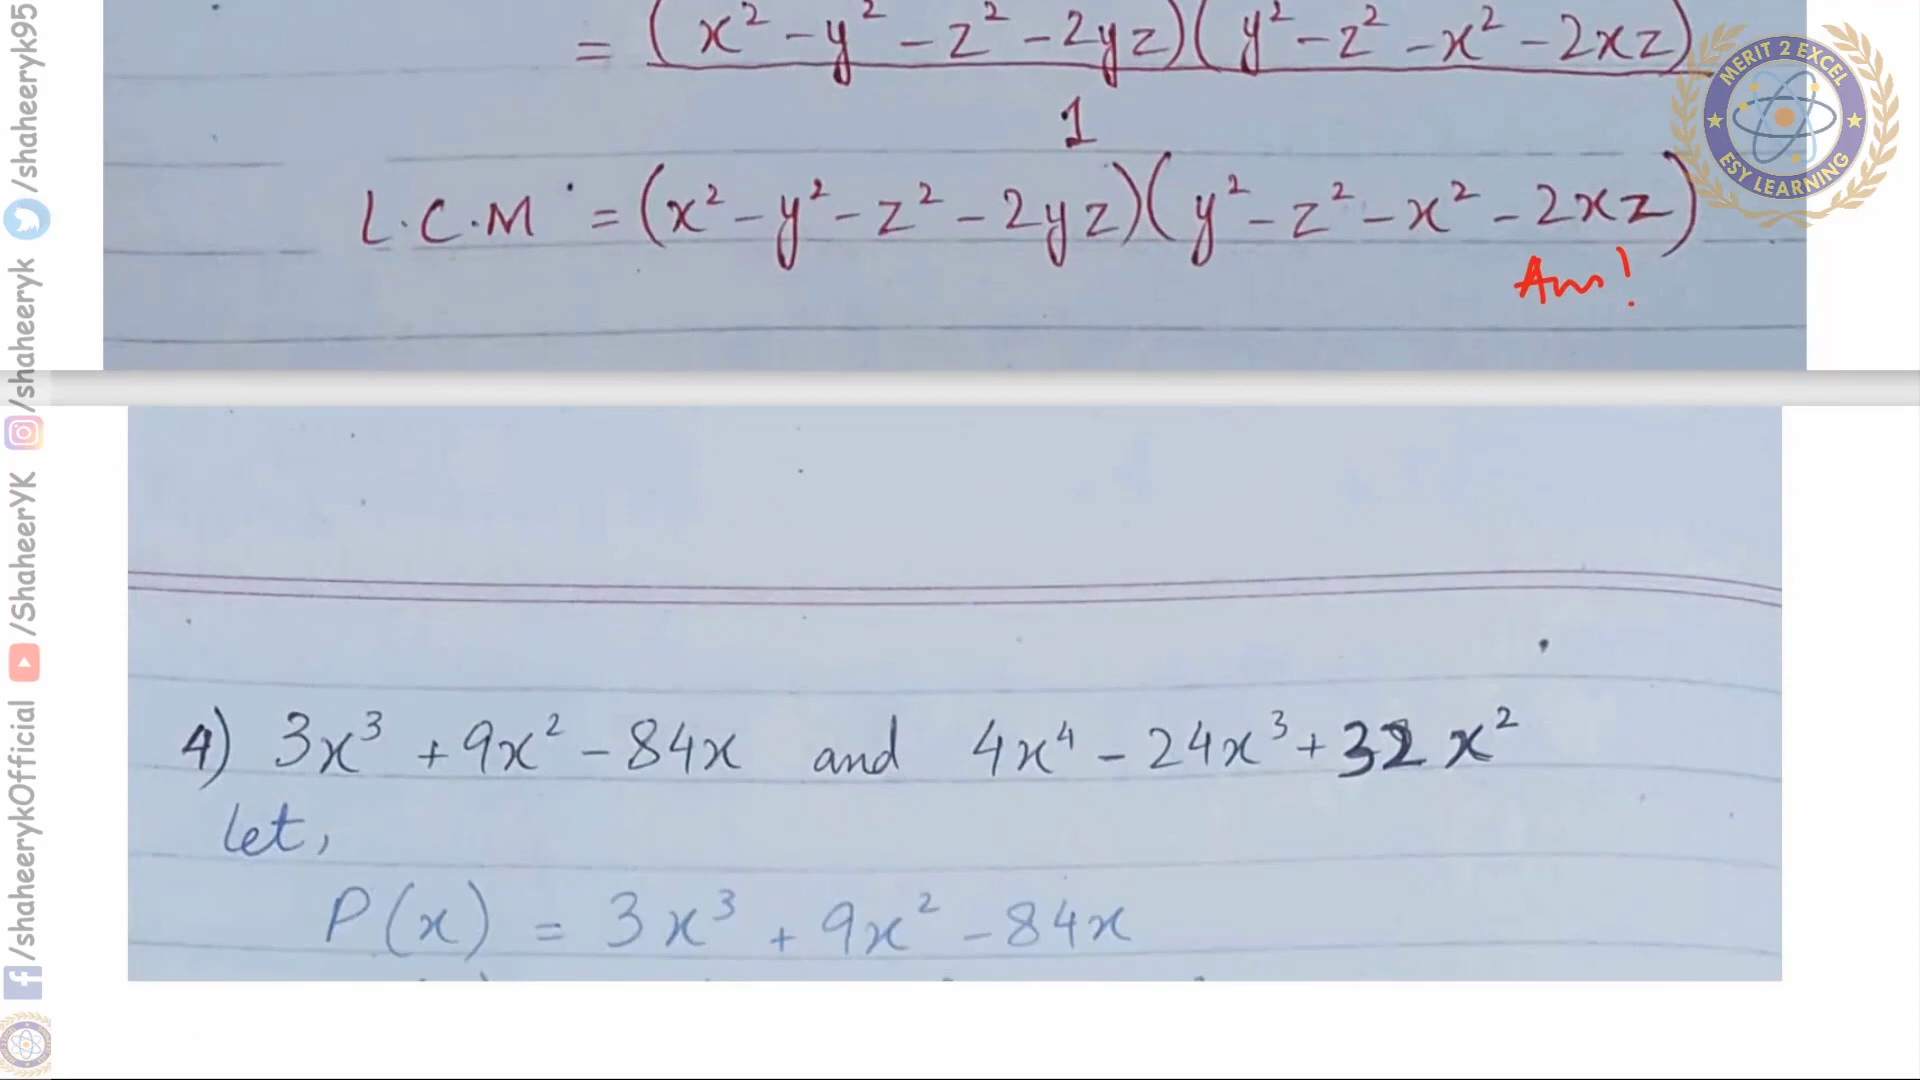 = (x² - y² - z² - 2yz)(y² - z² - x² - 2xz)
1
L.C.M = (x² - y² - z² - 2yz)(y² - z² - x² - 2xz)
Ans!
4) 3x³ + 9x² - 84x and 4x⁴ - 24x³ + 32x²
let,
P(x) = 3x³ + 9x² - 84x
MERIT 2 EXCEL
ESY LEARNING
/shaheerykOfficial /ShaheerYK /shaheeryk /shaheeryk95